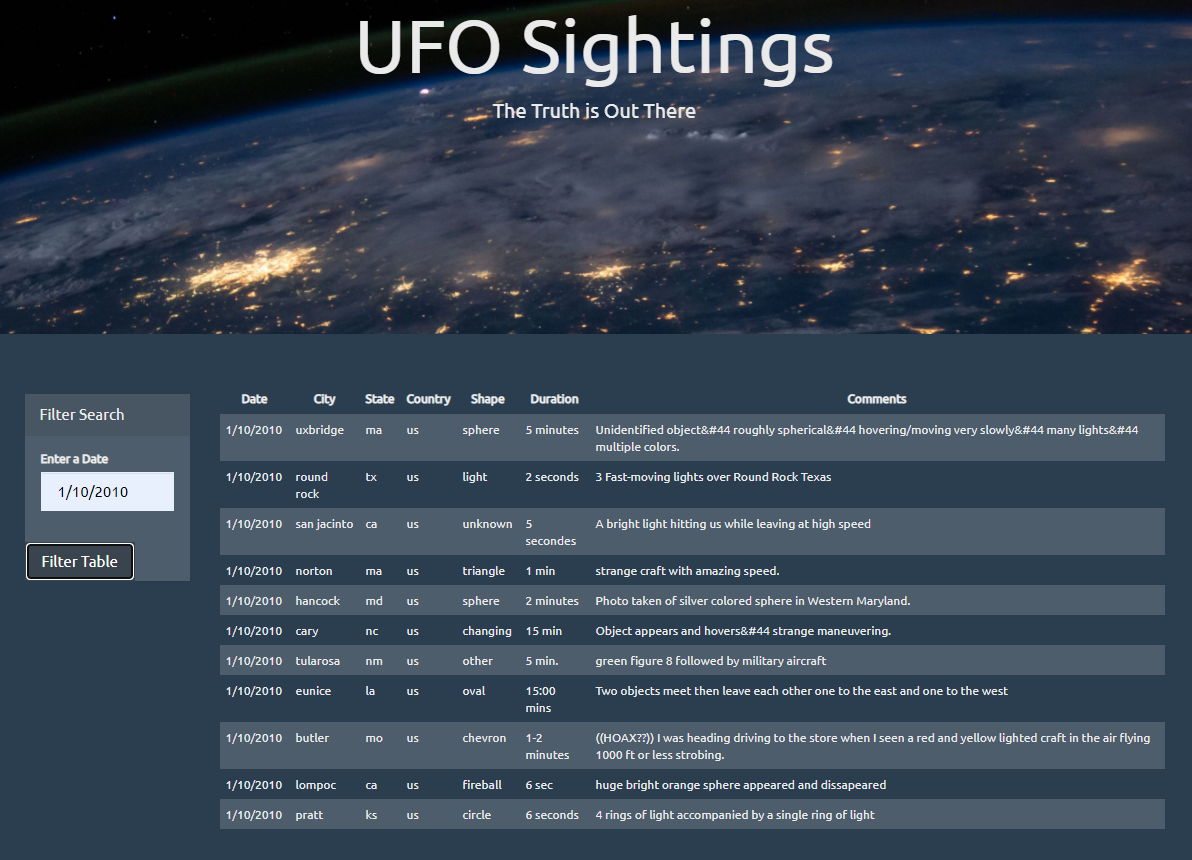 UFO Sightings
The Truth is Out There
Filter Search
Enter a Date
1/10/2010
Filter Table
Date City State Country Shape Duration Comments
1/10/2010 uxbridge ma us sphere 5 minutes Unidentified object&#44 roughly spherical&#44 hovering/moving very slowly&#44 many lights&#44
multiple colors.
1/10/2010 round tx us light 2 seconds 3 Fast-moving lights over Round Rock Texas
rock
1/10/2010 san jacinto ca us unknown 5 A bright light hitting us while leaving at high speed
secondes
1/10/2010 norton ma us triangle 1 min strange craft with amazing speed.
1/10/2010 hancock md us sphere 2 minutes Photo taken of silver colored sphere in Western Maryland.
1/10/2010 cary nc us changing 15 min Object appears and hovers&#44 strange maneuvering.
1/10/2010 tularosa nm us other 5 min. green figure 8 followed by military aircraft
1/10/2010 eunice la us oval 15:00 Two objects meet then leave each other one to the east and one to the west
mins
1/10/2010 butler mo us chevron 1-2 ((HOAX??)) I was heading driving to the store when I seen a red and yellow lighted craft in the air flying
minutes 1000 ft or less strobing.
1/10/2010 lompoc ca us fireball 6 sec huge bright orange sphere appeared and dissapeared
1/10/2010 pratt ks us circle 6 seconds 4 rings of light accompanied by a single ring of light